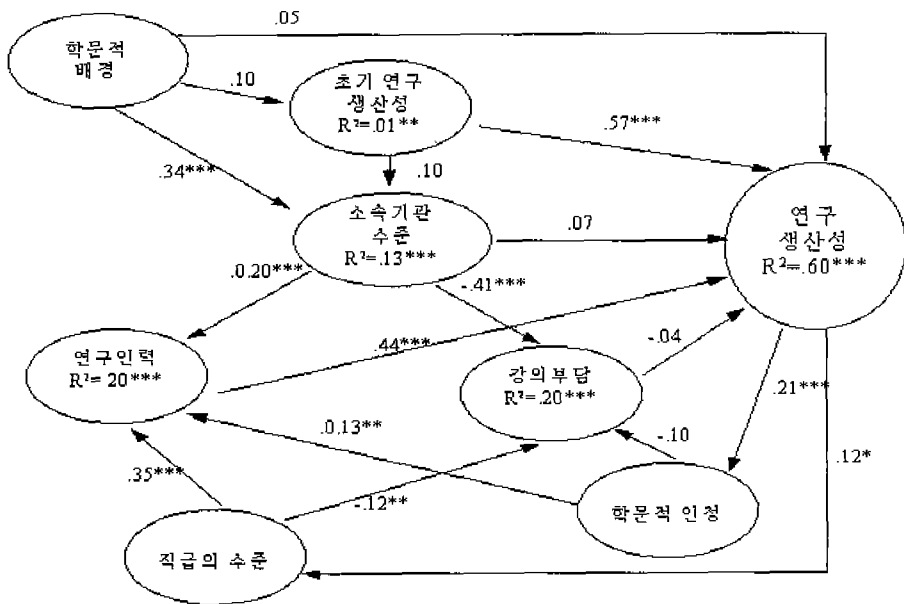 .05
학문적
배경
.10
초기 연구
생산성
R²=.01**
.57***
.34***
.10
소속기관
수준
R²=.13***
.07
연구
생산성
R²=.60***
.0.20***
-.41***
연구인력
R²= 20***
.44***
-.04
강의부담
R²=.20***
.21***
.0.13**
-.10
.12*
.35***
-.12**
학문적 인정
직급의 수준